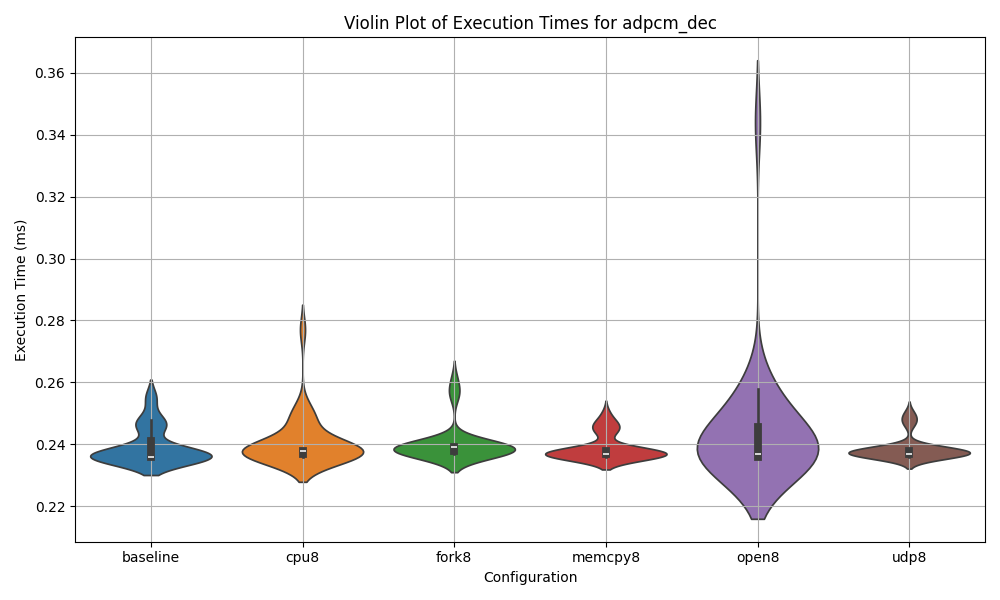 Violin Plot of Execution Times for adpcm_dec
Execution Time (ms)
0.36
0.34
0.32
0.30
0.28
0.26
0.24
0.22
baseline
cpu8
fork8
memcpy8
open8
udp8
Configuration